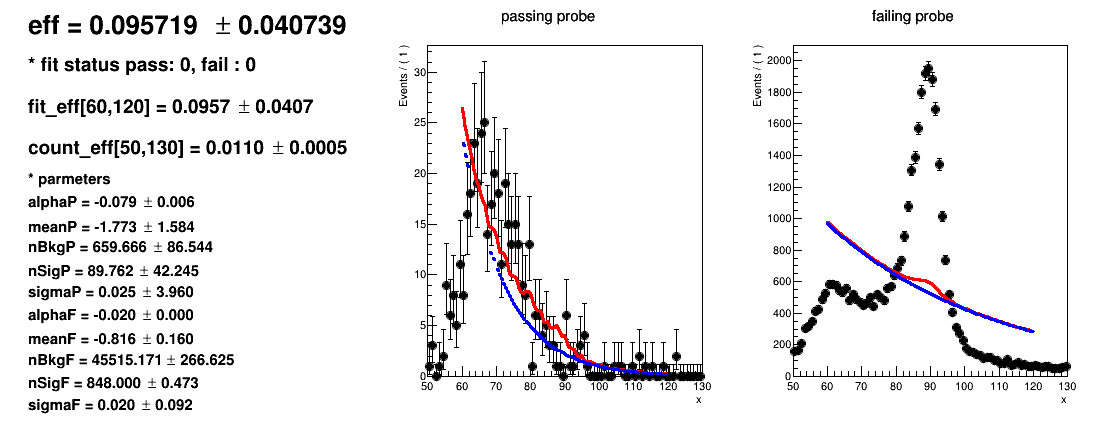 eff = 0.095719 ± 0.040739
* fit status pass: 0, fail : 0
fit_eff[60,120] = 0.0957 ± 0.0407
count_eff[50,130] = 0.0110 ± 0.0005
* parmeters
alphaP = -0.079 ± 0.006
meanP = -1.773 ± 1.584
nBkgP = 659.666 ± 86.544
nSigP = 89.762 ± 42.245
sigmaP = 0.025 ± 3.960
alphaF = -0.020 ± 0.000
meanF = -0.816 ± 0.160
nBkgF = 45515.171 ± 266.625
nSigF = 848.000 ± 0.473
sigmaF = 0.020 ± 0.092
passing probe
Events / ( 1 )
30
25
20
15
10
5
0
50 60 70 80 90 100 110 120 130
x
failing probe
Events / ( 1 )
2000
1800
1600
1400
1200
1000
800
600
400
200
0
50 60 70 80 90 100 110 120 130
x